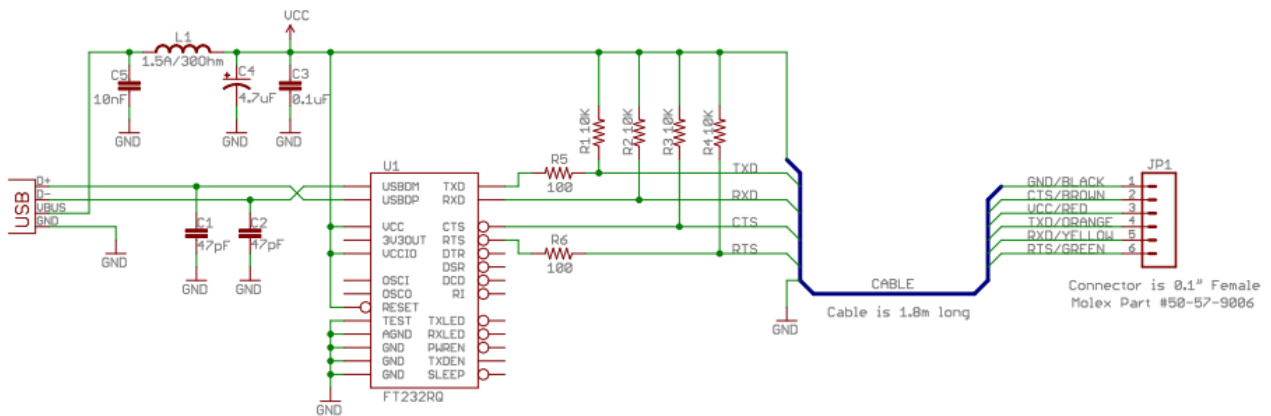 VCC
L1
1.5A/30Ohm
C5
10nF
C4
4.7uF
C3
0.1uF
GND
GND
GND
R1 10K
R2 10K
R3 10K
R4 10K
USB
D+
D-
VBUS
GND
GND
C1
47pF
C2
47pF
GND
GND
U1
USBDM
USBDP
VCC
3V3OUT
VCCIO
OSCI
OSCO
RESET
TEST
AGND
GND
GND
GND
TXD
RXD
CTS
RTS
DTR
DSR
DCD
RI
TXLED
RXLED
PWREN
TXDEN
SLEEP
FT232RQ
GND
R5
100
R6
100
TXD
RXD
CTS
RTS
GND
CABLE
Cable is 1.8m long
JP1
GND/BLACK 1
CTS/BROWN 2
VCC/RED 3
TXD/ORANGE 4
RXD/YELLOW 5
RTS/GREEN 6
Connector is 0.1" Female
Molex Part #50-57-9006